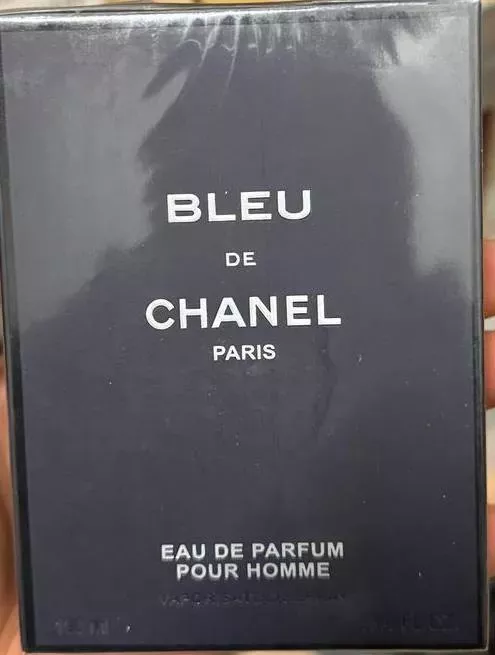 BLEU
DE
CHANEL
PARIS
EAU DE PARFUM
POUR HOMME